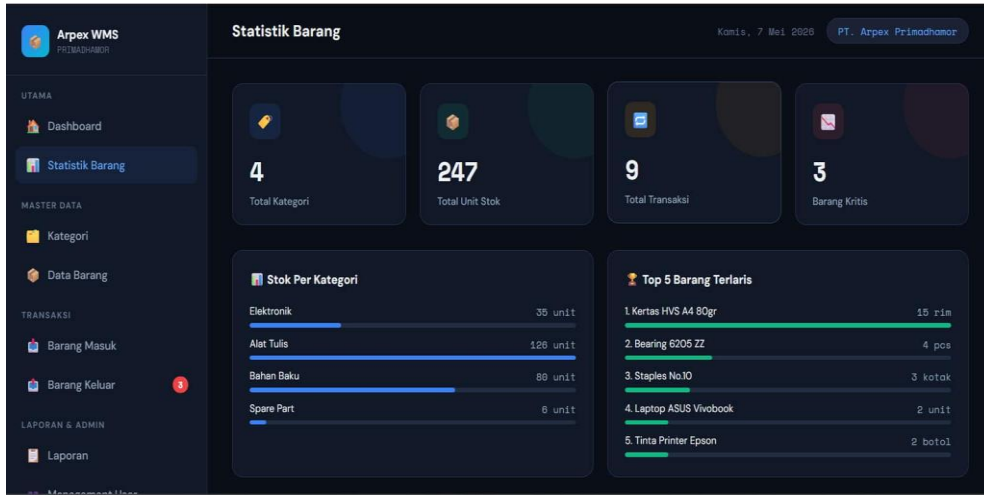 Arpex WMS
PRIMADHAMOR
UTAMA
Dashboard
Statistik Barang
MASTER DATA
Kategori
Data Barang
TRANSAKSI
Barang Masuk
Barang Keluar 3
LAPORAN & ADMIN
Laporan
Management User
Statistik Barang
Kamis, 7 Mei 2026
PT. Arpex Primadhamor
4
Total Kategori
247
Total Unit Stok
9
Total Transaksi
3
Barang Kritis
Stok Per Kategori
Elektronik 35 unit
Alat Tulis 126 unit
Bahan Baku 80 unit
Spare Part 6 unit
Top 5 Barang Terlaris
1. Kertas HVS A4 80gr 15 rim
2. Bearing 6205 ZZ 4 pcs
3. Staples No.10 3 kotak
4. Laptop ASUS Vivobook 2 unit
5. Tinta Printer Epson 2 botol